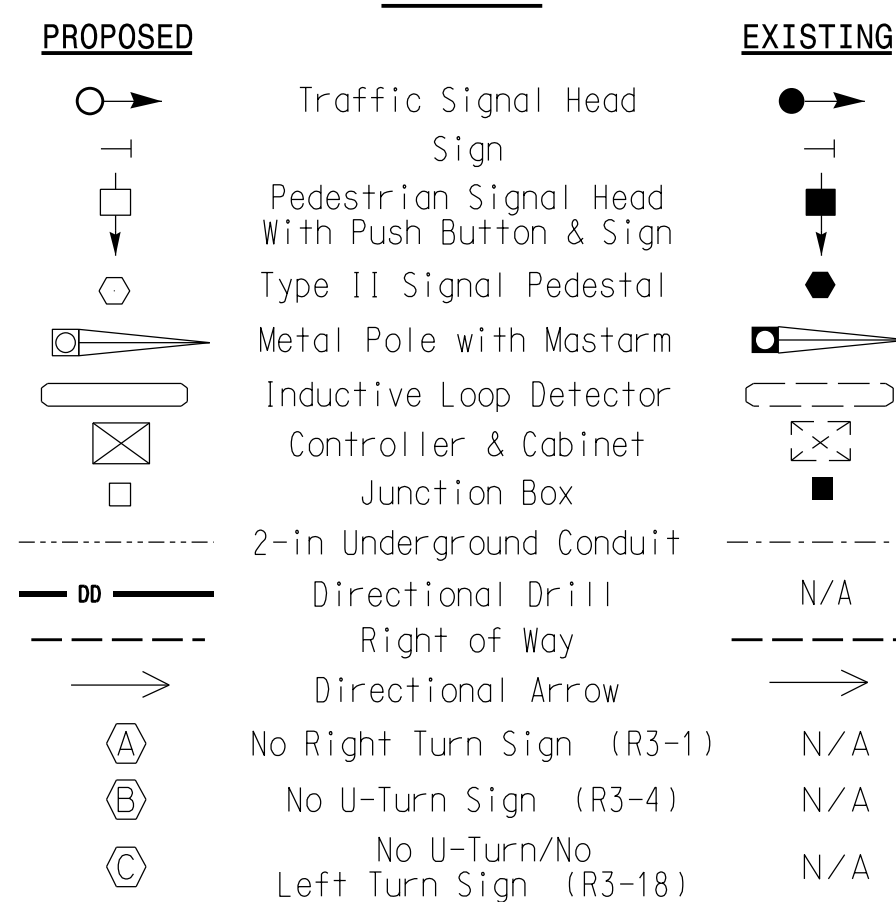 PROPOSED EXISTING
Traffic Signal Head
Sign
Pedestrian Signal Head
With Push Button & Sign
Type II Signal Pedestal
Metal Pole with Mastarm
Inductive Loop Detector
Controller & Cabinet
Junction Box
2-in Underground Conduit
DD Directional Drill N/A
Right of Way
Directional Arrow
A No Right Turn Sign (R3-1) N/A
B No U-Turn Sign (R3-4) N/A
No U-Turn/No
C Left Turn Sign (R3-18) N/A